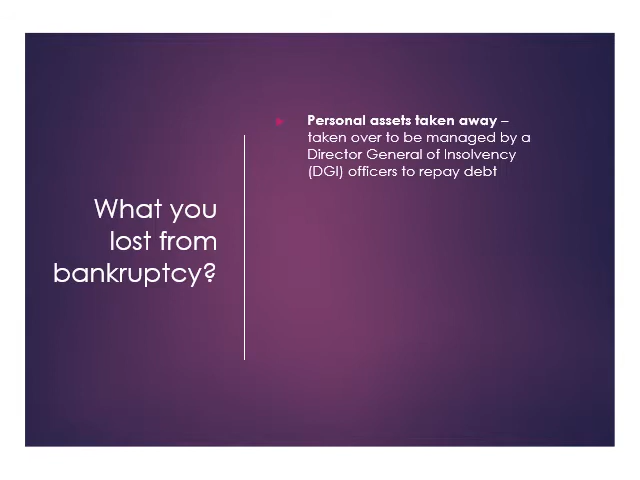 What you
lost from
bankruptcy?
Personal assets taken away –
taken over to be managed by a
Director General of Insolvency
(DGI) officers to repay debt